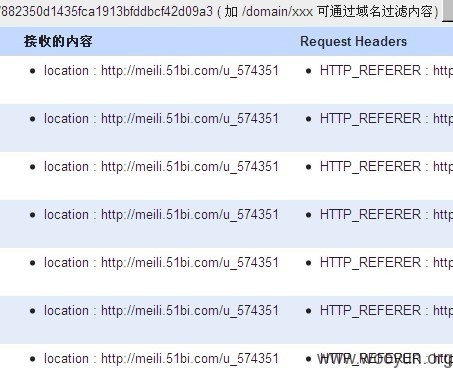 /882350d1435fca1913bfddbcf42d09a3 ( 加 /domain/xxx 可通过域名过滤内容)
接收的内容 Request Headers
• location : http://meili.51bi.com/u_574351 • HTTP_REFERER : http
• location : http://meili.51bi.com/u_574351 • HTTP_REFERER : http
• location : http://meili.51bi.com/u_574351 • HTTP_REFERER : http
• location : http://meili.51bi.com/u_574351 • HTTP_REFERER : http
• location : http://meili.51bi.com/u_574351 • HTTP_REFERER : http
• location : http://meili.51bi.com/u_574351 • HTTP_REFERER : http
• location : http://meili.51bi.com/u_574351 • HTTP_REFERER : http
www.wooyun.org